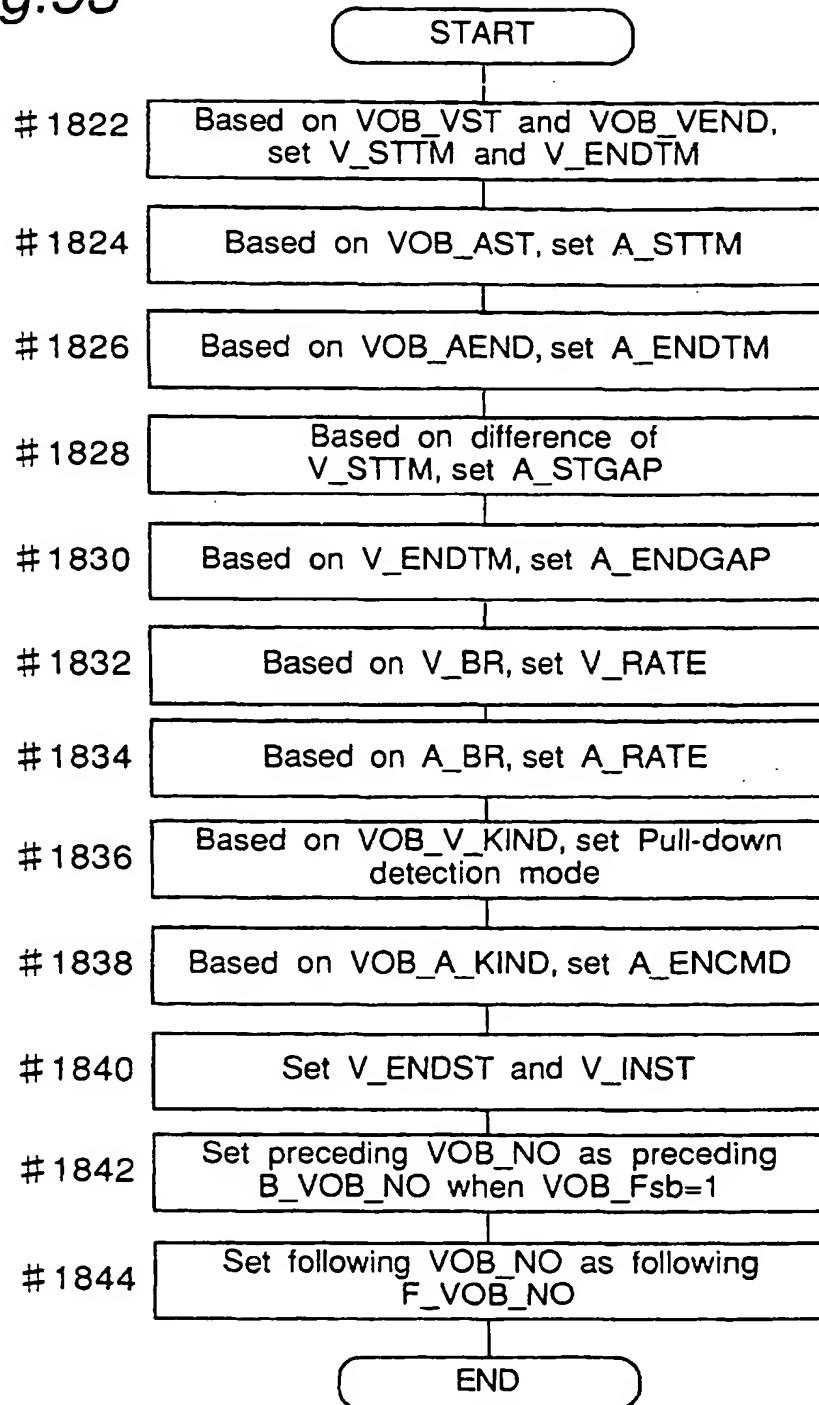 START
#1822
Based on VOB_VST and VOB_VEND,
set V_STTM and V_ENDTM
#1824
Based on VOB_AST, set A_STTM
#1826
Based on VOB_AEND, set A_ENDTM
#1828
Based on difference of
V_STTM, set A_STGAP
#1830
Based on V_ENDTM, set A_ENDGAP
#1832
Based on V_BR, set V_RATE
#1834
Based on A_BR, set A_RATE
#1836
Based on VOB_V_KIND, set Pull-down
detection mode
#1838
Based on VOB_A_KIND, set A_ENCMD
#1840
Set V_ENDST and V_INST
#1842
Set preceding VOB_NO as preceding
B_VOB_NO when VOB_Fsb=1
#1844
Set following VOB_NO as following
F_VOB_NO
END